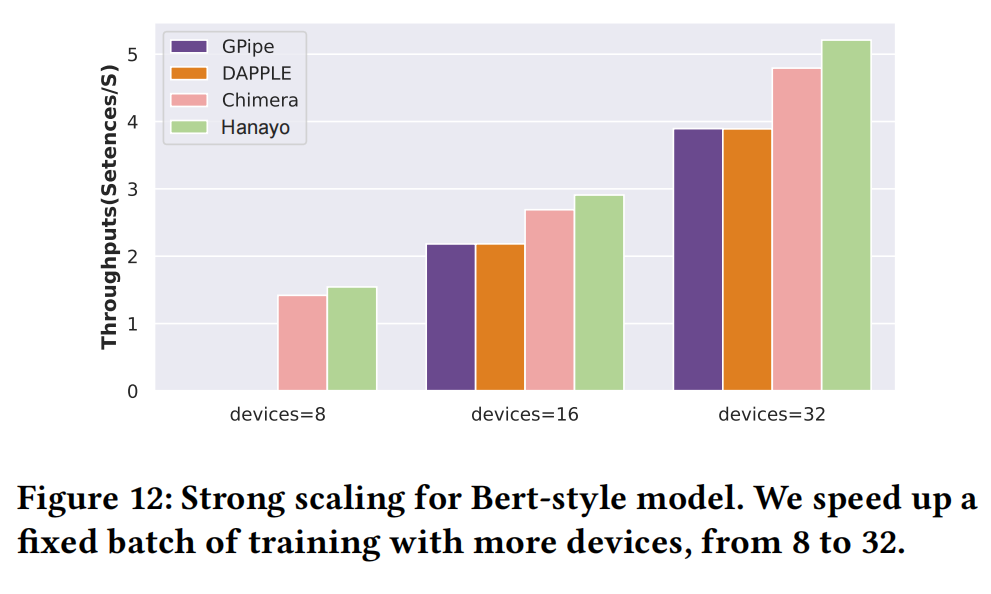 GPipe
DAPPLE
Chimera
Hanayo
Throughputs(Setences/S)
5
4
3
2
1
0
devices=8
devices=16
devices=32
Figure 12: Strong scaling for Bert-style model. We speed up a
fixed batch of training with more devices, from 8 to 32.